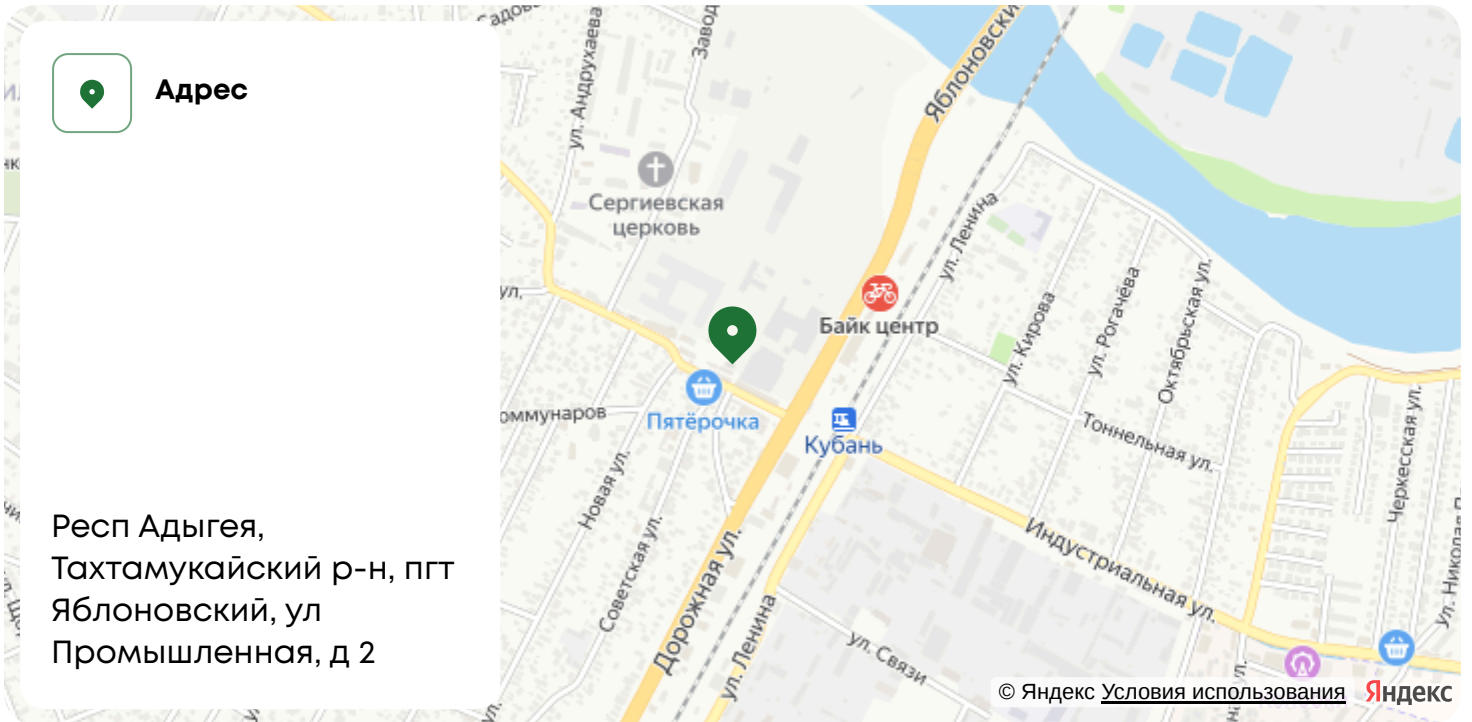 Адрес
Респ Адыгея,
Тахтамукайский р-н, пгт
Яблоновский, ул
Промышленная, д 2
ул. Андрухаева
Завод
Яблоновски
Сергиевская
церковь
ул. Ленина
Байк центр
ул. Кирова
ул. Рогачёва
Октябрьская ул.
ул,
оммунаров
Пятёрочка
Кубань
Тоннельная ул.
Черкесская ул.
Новая ул.
Советская ул.
Дорожная ул.
ул. Ленина
Индустриальная ул.
ул. Связи
© Яндекс Условия использования Яндекс